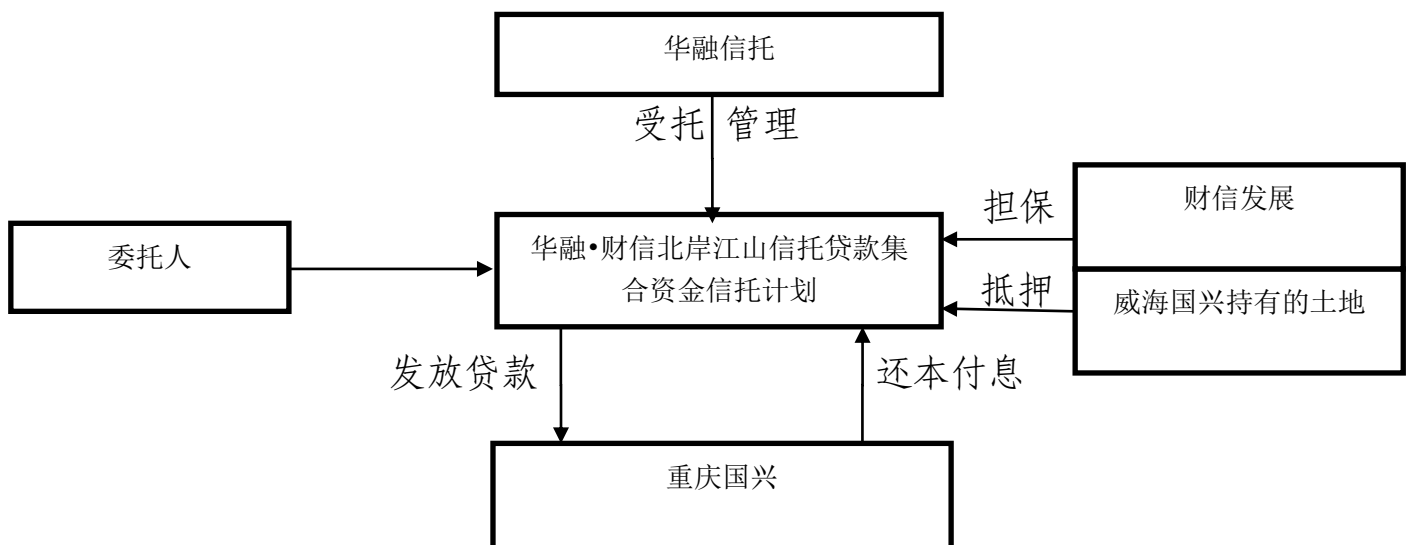 华融信托
受托 管理
担保
财信发展
委托人
华融•财信北岸江山信托贷款集
合资金信托计划
抵押
威海国兴持有的土地
发放贷款
还本付息
重庆国兴